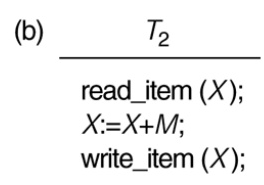 (b) T₂
read_item (X);
X:=X+M;
write_item (X);